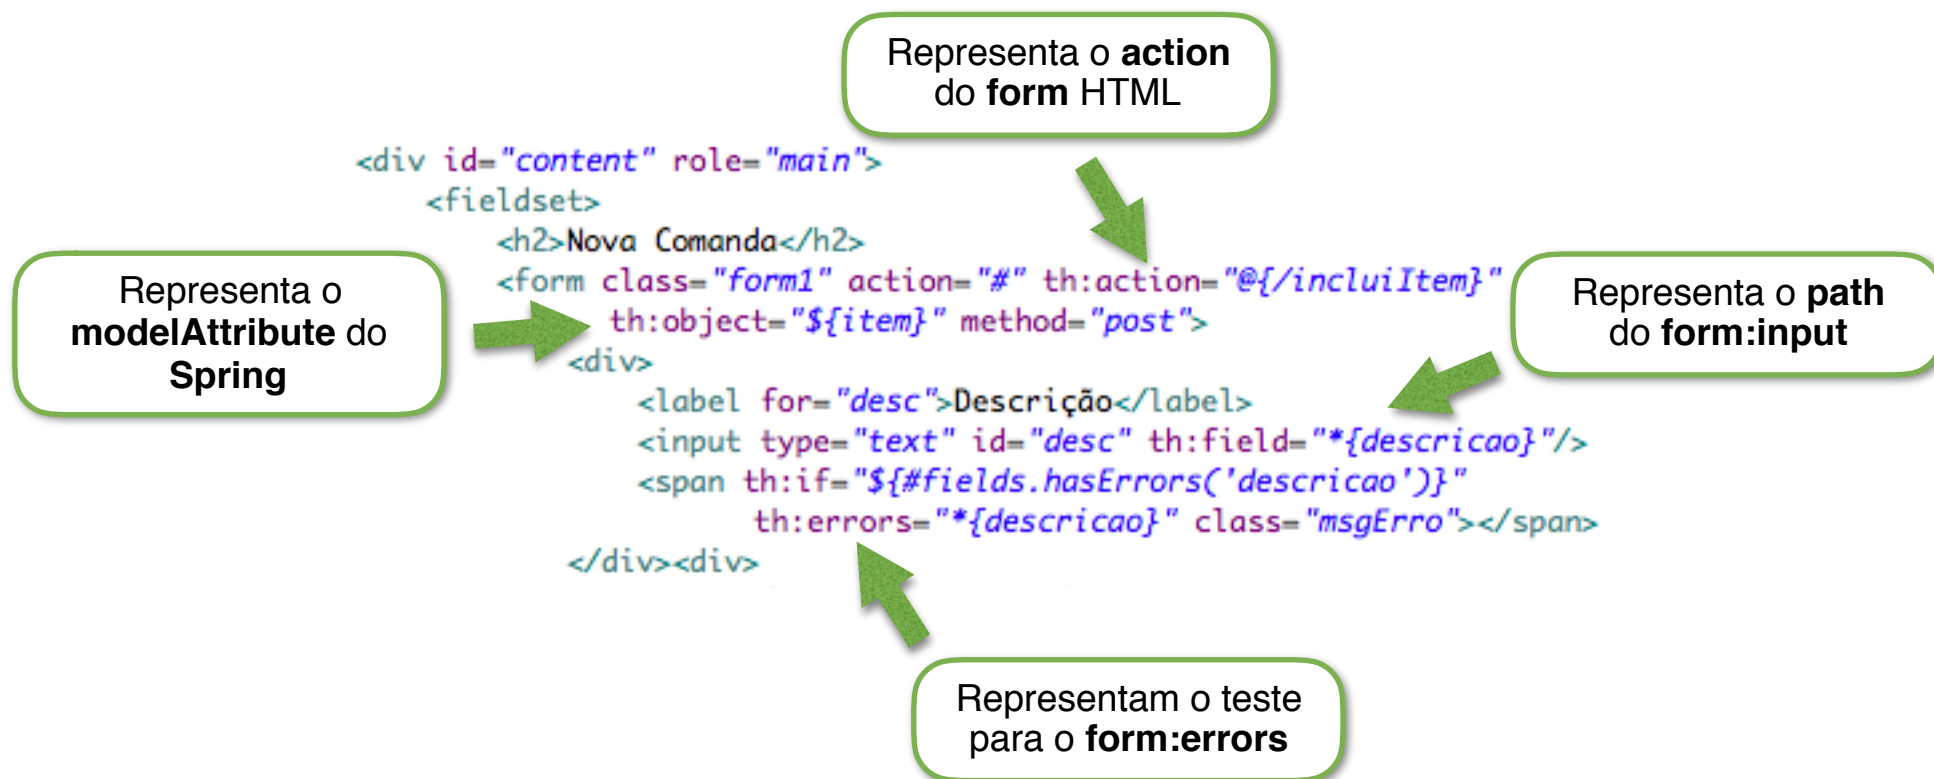 Representa o action
do form HTML
<div id="content" role="main">
<fieldset>
<h2>Nova Comanda</h2>
<form class="form1" action="#" th:action="@{/incluiItem}"
th:object="${item}" method="post">
<div>
<label for="desc">Descrição</label>
<input type="text" id="desc" th:field="*{descricao}"/>
<span th:if="${#fields.hasErrors('descricao')}"
th:errors="*{descricao}" class="msgErro"></span>
</div><div>
Representa o
modelAttribute do
Spring
Representa o path
do form:input
Representam o teste
para o form:errors